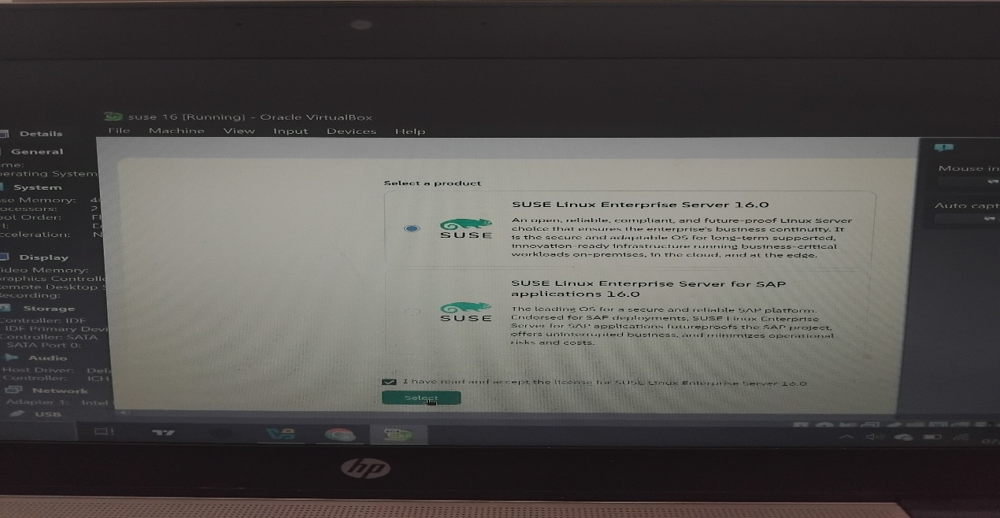 suse 16 [Running] - Oracle VirtualBox
File Machine View Input Devices Help
Details
General
me:
perating System
System
se Memory: 4
ocessors: 2
oot Order: Fl
cceleration: N
Display
ideo Memory:
raphics Controlle
emote Desktop S
ecording:
Storage
Controller: IDE
IDE Primary Devi
Controller: SATA
SATA Port 0:
Audio
Host Driver: Def
Controller: ICH
Network
Adapter 1: Intel
USB
Select a product
SUSE Linux Enterprise Server 16.0
An open, reliable, compliant, and future-proof Linux Server
choice that ensures the enterprise's business continuity. It
is the secure and adaptable OS for long-term supported,
innovation-ready infrastructure running business-critical
workloads on-premises, in the cloud, and at the edge.
SUSE
SUSE Linux Enterprise Server for SAP
applications 16.0
The leading OS for a secure and reliable SAP platform.
Endorsed for SAP deployments, SUSE Linux Enterprise
Server for SAP applications futureproofs the SAP project,
offers uninterrupted business, and minimizes operational
risks and costs.
SUSE
I have read and accept the license for SUSE Linux Enterprise Server 16.0
Select
Mouse in
Auto capt
hp